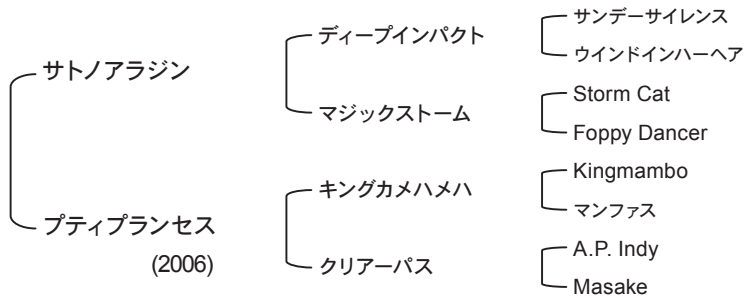 サトノアラジン
ディープインパクト
サンデーサイレンス
ウインドインハーヘア
マジックストーム
Storm Cat
Foppy Dancer
プティプランセス
(2006)
キングカメハメハ
Kingmambo
マンファス
クリアーパス
A.P. Indy
Masake